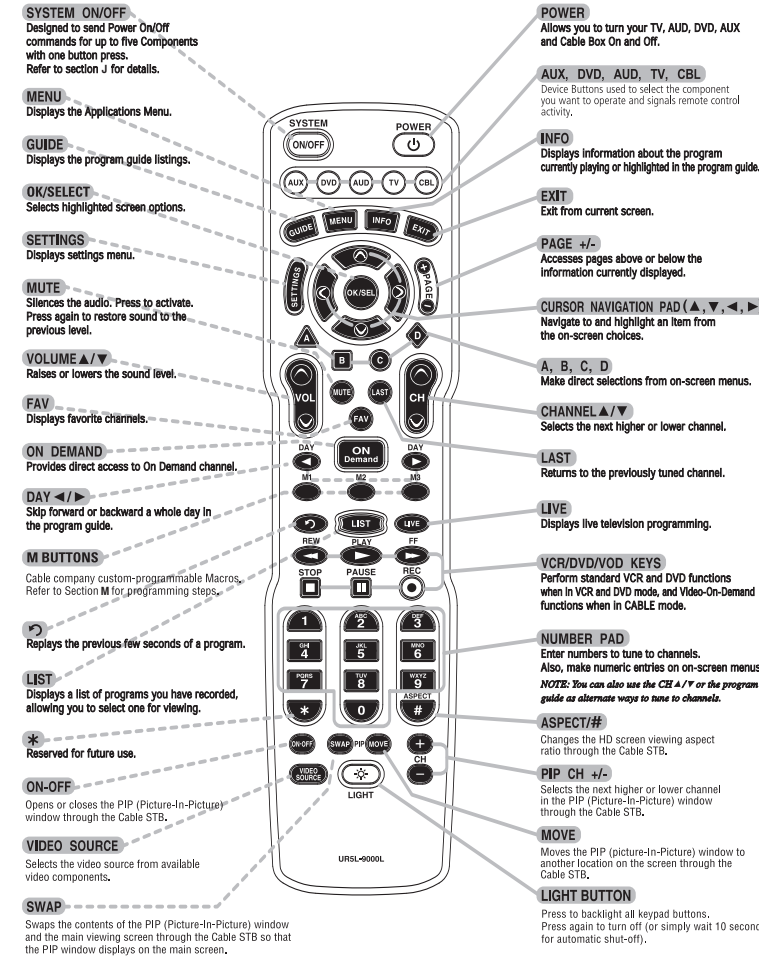 SYSTEM ON/OFF
Designed to send Power On/Off
commands for up to five Components
with one button press.
Refer to section J for details.
MENU
Displays the Applications Menu.
GUIDE
Displays the program guide listings.
OK/SELECT
Selects highlighted screen options.
SETTINGS
Displays settings menu.
MUTE
Silences the audio. Press to activate.
Press again to restore sound to the
previous level.
VOLUME▲/▼
Raises or lowers the sound level.
FAV
Displays favorite channels.
ON DEMAND
Provides direct access to On Demand channel.
DAY ◄/►
Skip forward or backward a whole day in
the program guide.
M BUTTONS
Cable company custom-programmable Macros.
Refer to Section M for programming steps.
Replays the previous few seconds of a program.
LIST
Displays a list of programs you have recorded,
allowing you to select one for viewing.
*
Reserved for future use.
ON-OFF
Opens or closes the PIP (Picture-In-Picture)
window through the Cable STB.
VIDEO SOURCE
Selects the video source from available
video components.
SWAP
Swaps the contents of the PIP (Picture-In-Picture) window
and the main viewing screen through the Cable STB so that
the PIP window displays on the main screen.
SYSTEM
POWER
ON/OFF
AUX DVD AUD TV CBL
GUIDE MENU INFO EXIT
SETTINGS
OK/SEL
+ PAGE −
A B C D
VOL
MUTE LAST
CH
FAV
DAY
ON
Demand
DAY
M1 M2 M3
LIST LIVE
REW PLAY FF
STOP PAUSE REC
1
ABC
2
DEF
3
GHI
4
JKL
5
MNO
6
PQRS
7
TUV
8
WXYZ
9
ASPECT
* 0 #
ON-OFF SWAP PIP MOVE +
CH
−
VIDEO
SOURCE
LIGHT
URSL-9000L
POWER
Allows you to turn your TV, AUD, DVD, AUX
and Cable Box On and Off.
AUX, DVD, AUD, TV, CBL
Device Buttons used to select the component
you want to operate and signals remote control
activity.
INFO
Displays information about the program
currently playing or highlighted in the program guide.
EXIT
Exit from current screen.
PAGE +/-
Accesses pages above or below the
information currently displayed.
CURSOR NAVIGATION PAD (▲,▼,◄,►
Navigate to and highlight an item from
the on-screen choices.
A, B, C, D
Make direct selections from on-screen menus.
CHANNEL▲/▼
Selects the next higher or lower channel.
LAST
Returns to the previously tuned channel.
LIVE
Displays live television programming.
VCR/DVD/VOD KEYS
Perform standard VCR and DVD functions
when in VCR and DVD mode, and Video-On-Demand
functions when in CABLE mode.
NUMBER PAD
Enter numbers to tune to channels.
Also, make numeric entries on on-screen menus
NOTE: You can also use the CH▲/▼ or the program
guide as alternate ways to tune to channels.
ASPECT/#
Changes the HD screen viewing aspect
ratio through the Cable STB.
PIP CH +/-
Selects the next higher or lower channel
in the PIP (Picture-In-Picture) window
through the Cable STB.
MOVE
Moves the PIP (picture-In-Picture) window to
another location on the screen through the
Cable STB.
LIGHT BUTTON
Press to backlight all keypad buttons.
Press again to turn off (or simply wait 10 second
for automatic shut-off).